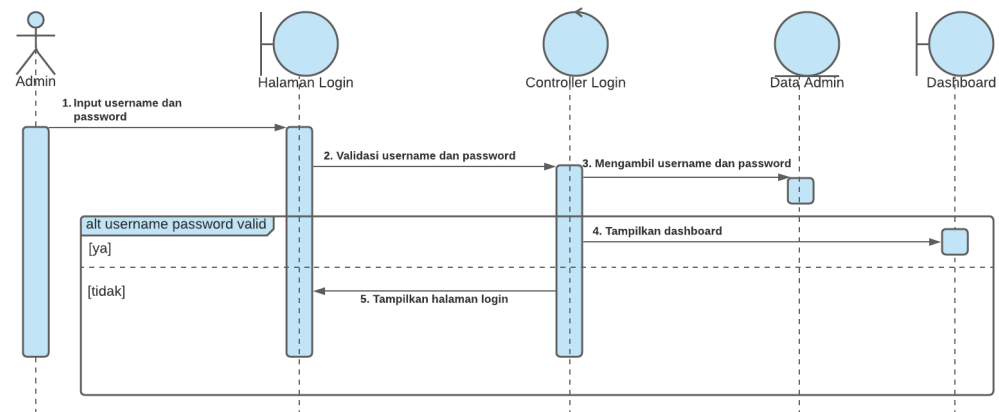 Admin
Halaman Login
Controller Login
Data Admin
Dashboard
1. Input username dan
password
2. Validasi username dan password
3. Mengambil username dan password
alt username password valid
[ya]
4. Tampilkan dashboard
[tidak]
5. Tampilkan halaman login